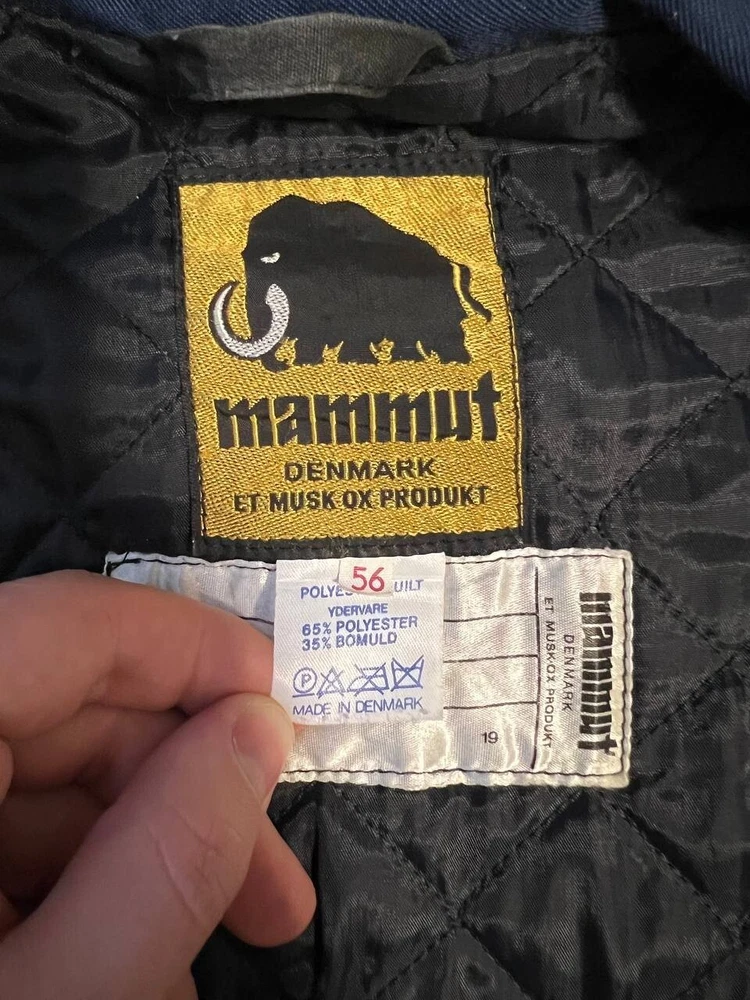 mammut
DENMARK
ET MUSK OX PRODUKT
56
POLYES UILT
YDERVARE
65% POLYESTER
35% BOMULD
P
MADE IN DENMARK
19
mammut
DENMARK
ET MUSK-OX PRODUKT